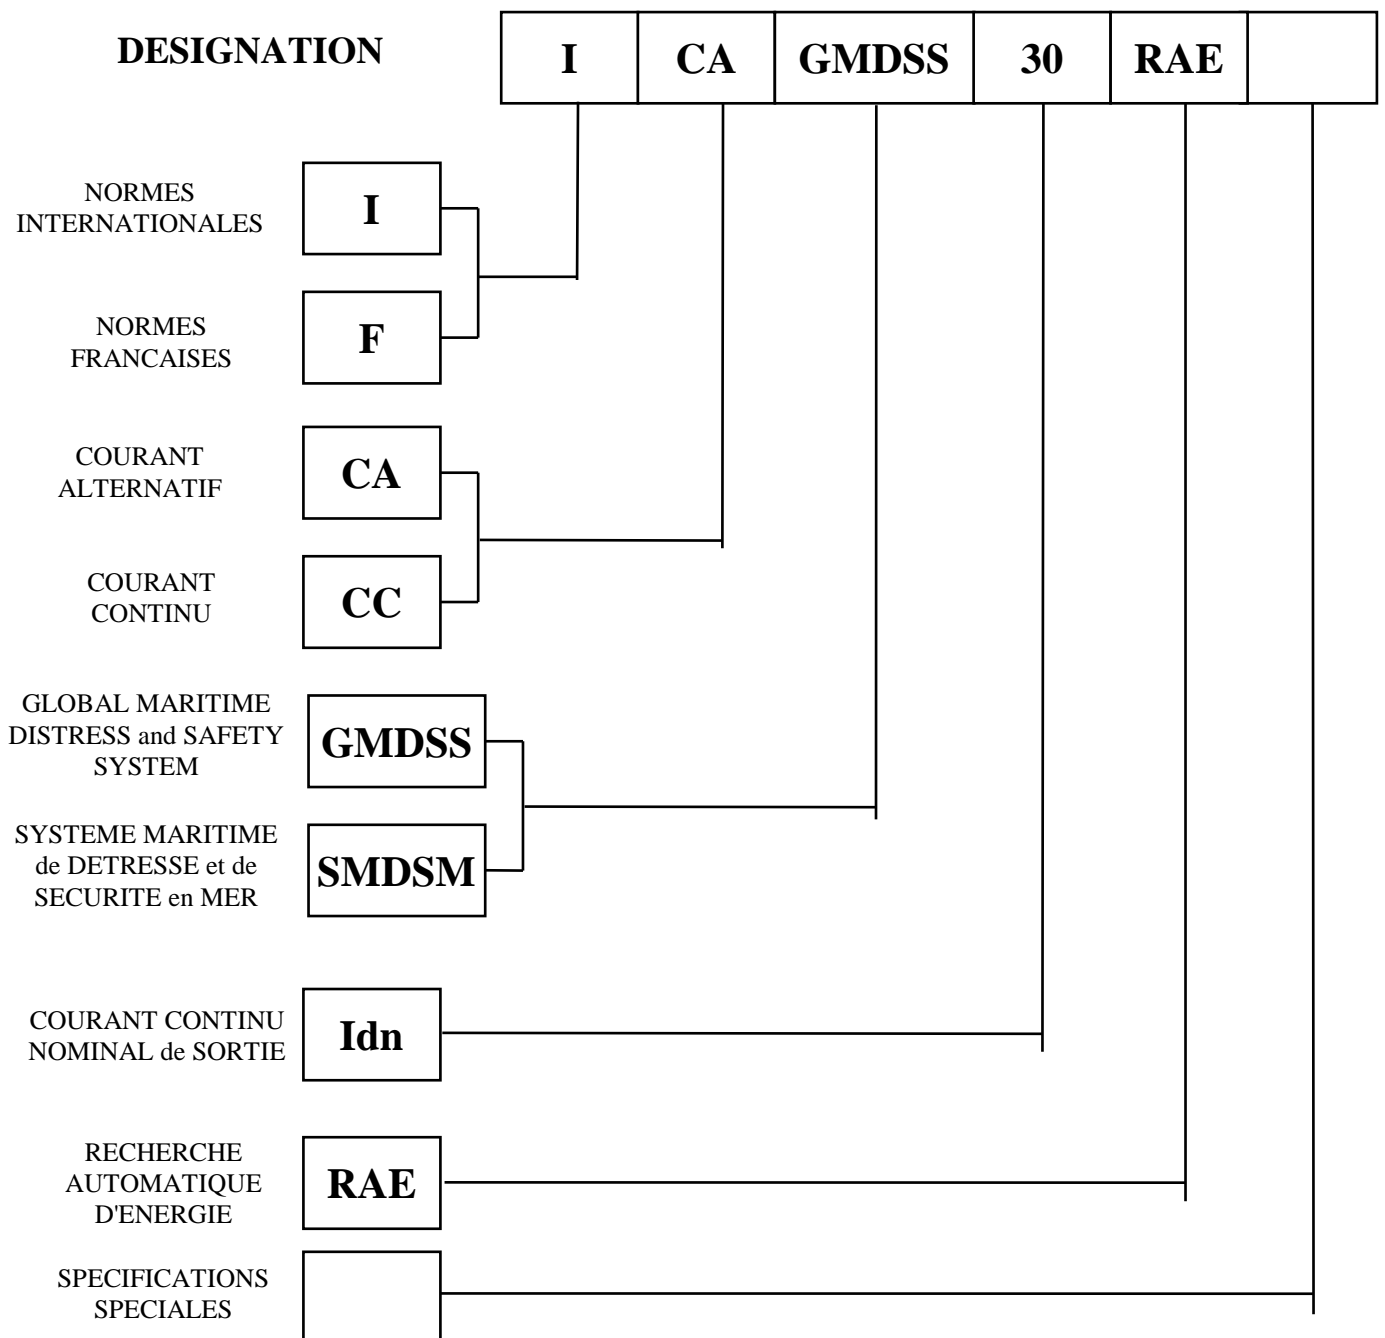 DESIGNATION
I CA GMDSS 30 RAE
NORMES
INTERNATIONALES
I
NORMES
FRANCAISES
F
COURANT
ALTERNATIF
CA
COURANT
CONTINU
CC
GLOBAL MARITIME
DISTRESS and SAFETY
SYSTEM
GMDSS
SYSTEME MARITIME
de DETRESSE et de
SECURITE en MER
SMDSM
COURANT CONTINU
NOMINAL de SORTIE
Idn
RECHERCHE
AUTOMATIQUE
D'ENERGIE
RAE
SPECIFICATIONS
SPECIALES